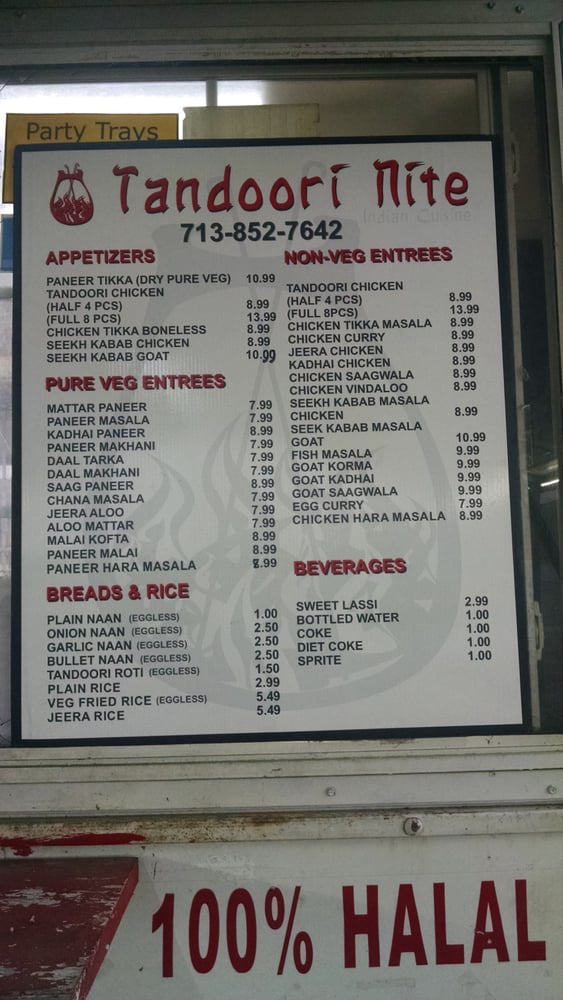 Party Trays
Tandoori Nite
Indian Cuisine
713-852-7642
APPETIZERS
PANEER TIKKA (DRY PURE VEG) 10.99
TANDOORI CHICKEN
(HALF 4 PCS) 8.99
(FULL 8 PCS) 13.99
CHICKEN TIKKA BONELESS 8.99
SEEKH KABAB CHICKEN 8.99
SEEKH KABAB GOAT 10.99
PURE VEG ENTREES
MATTAR PANEER 7.99
PANEER MASALA 7.99
KADHAI PANEER 8.99
PANEER MAKHANI 7.99
DAAL TARKA 7.99
DAAL MAKHANI 7.99
SAAG PANEER 8.99
CHANA MASALA 7.99
JEERA ALOO 7.99
ALOO MATTAR 7.99
MALAI KOFTA 8.99
PANEER MALAI 8.99
PANEER HARA MASALA 8.99
BREADS & RICE
PLAIN NAAN (EGGLESS) 1.00
ONION NAAN (EGGLESS) 2.50
GARLIC NAAN (EGGLESS) 2.50
BULLET NAAN (EGGLESS) 2.50
TANDOORI ROTI (EGGLESS) 1.50
PLAIN RICE 2.99
VEG FRIED RICE (EGGLESS) 5.49
JEERA RICE 5.49
NON-VEG ENTREES
TANDOORI CHICKEN
(HALF 4 PCS) 8.99
(FULL 8PCS) 13.99
CHICKEN TIKKA MASALA 8.99
CHICKEN CURRY 8.99
JEERA CHICKEN 8.99
KADHAI CHICKEN 8.99
CHICKEN SAAGWALA 8.99
CHICKEN VINDALOO 8.99
SEEKH KABAB MASALA
CHICKEN 8.99
SEEK KABAB MASALA
GOAT 10.99
FISH MASALA 9.99
GOAT KORMA 9.99
GOAT KADHAI 9.99
GOAT SAAGWALA 9.99
EGG CURRY 7.99
CHICKEN HARA MASALA 8.99
BEVERAGES
SWEET LASSI 2.99
BOTTLED WATER 1.00
COKE 1.00
DIET COKE 1.00
SPRITE 1.00
100% HALAL